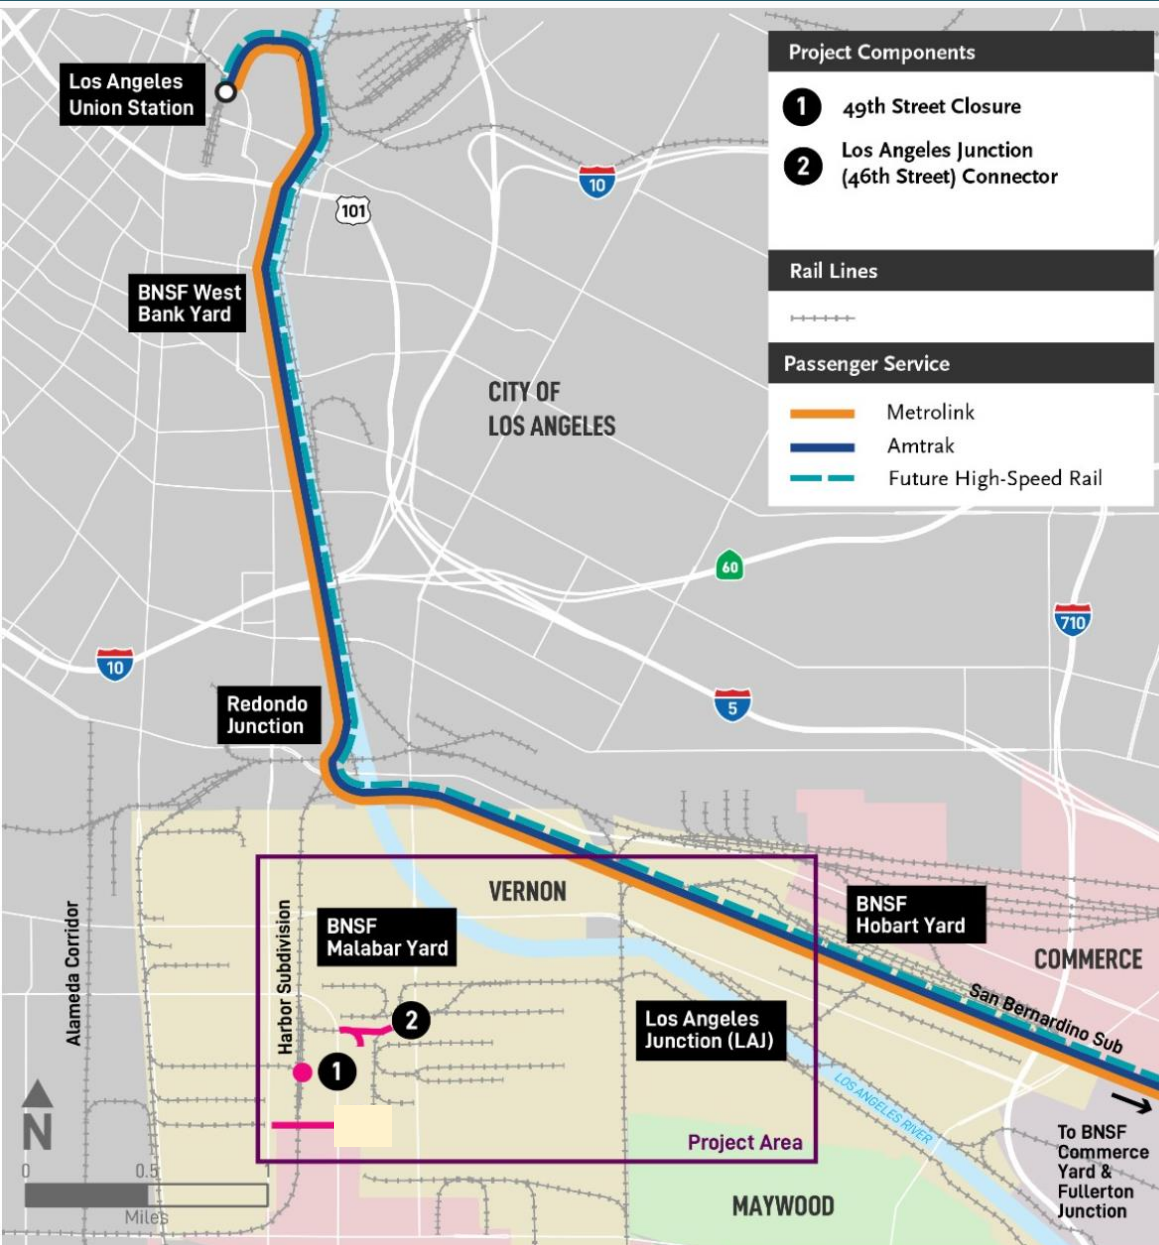 Project Components
1 49th Street Closure
2 Los Angeles Junction
(46th Street) Connector
Rail Lines
Passenger Service
Metrolink
Amtrak
Future High-Speed Rail
Los Angeles
Union Station
10
101
BNSF West
Bank Yard
CITY OF
LOS ANGELES
60
710
10
5
Redondo
Junction
VERNON
BNSF
Hobart Yard
BNSF
Malabar Yard
COMMERCE
Alameda Corridor
Harbor Subdivision
San Bernardino Sub
2
Los Angeles
Junction (LAJ)
1
LOS ANGELES RIVER
N
To BNSF
Commerce
Yard &
Fullerton
Junction
Project Area
0 0.5 1
Miles
MAYWOOD